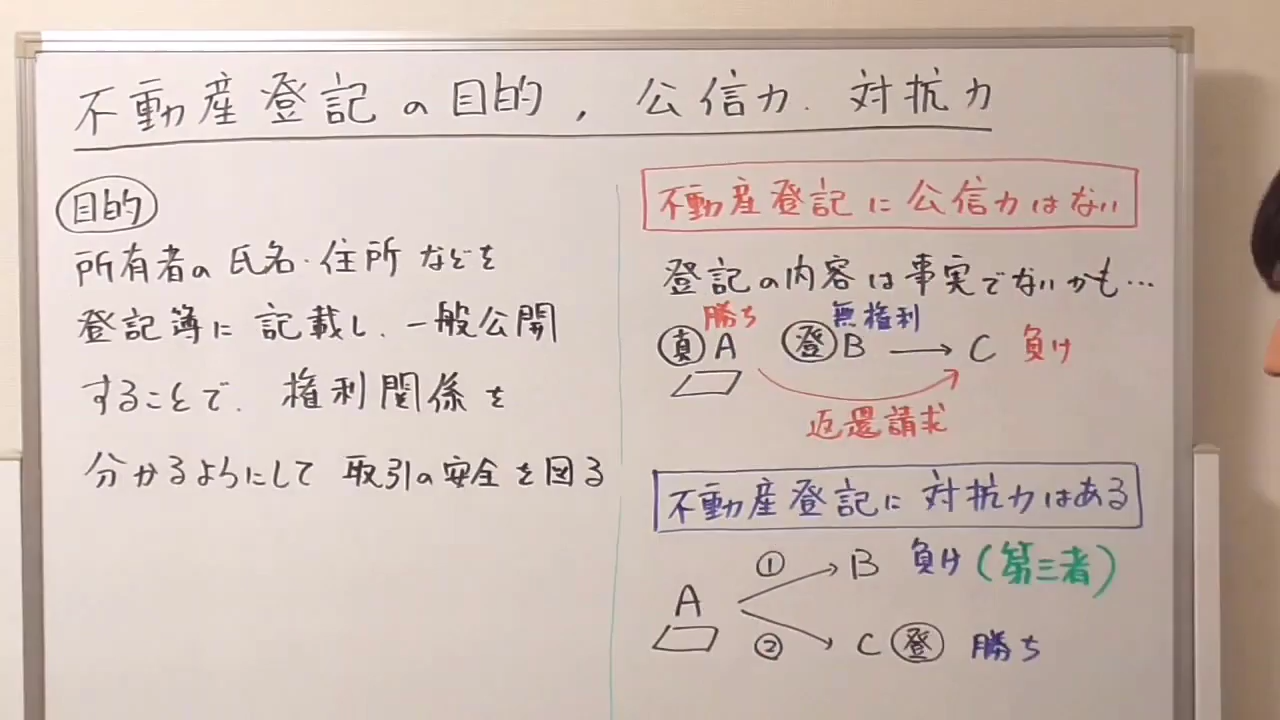 不動産登記の目的, 公信力.対抗力
目的
所有者の氏名・住所などを
登記簿に記載し、一般公開
することで、権利関係を
分かるようにして取引の安全を図る
不動産登記に公信力はない
登記の内容は事実でないかも…
勝ち 無権利
真 A 登 B → C 負け
返還請求
不動産登記に対抗力はある
① B 負け(第三者)
A
② C 登 勝ち